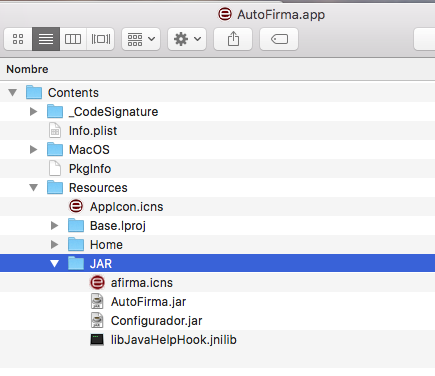 AutoFirma.app
Nombre
Contents
_CodeSignature
Info.plist
MacOS
PkgInfo
Resources
AppIcon.icns
Base.lproj
Home
JAR
afirma.icns
AutoFirma.jar
Configurador.jar
libJavaHelpHook.jnilib